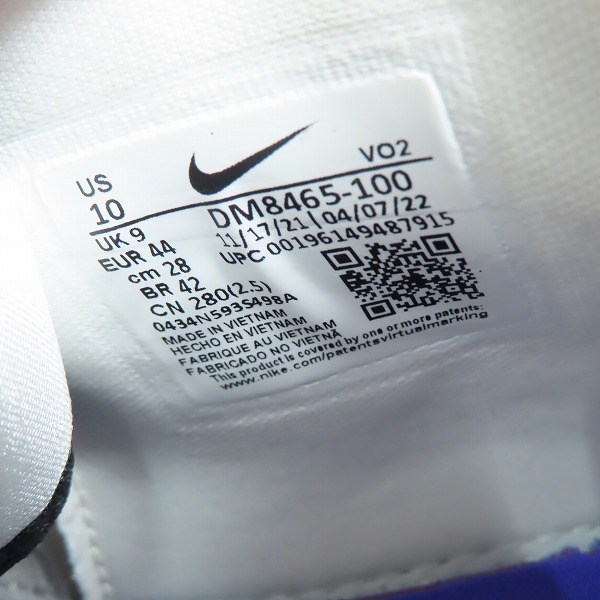 US
10
UK 9
EUR 44
cm 28
BR 42
CN 280(2.5)
0434N5935498A
VO2
DM8465-100
11/17/21 ( 04/07/22
UPC 00196149487915
MADE IN VIETNAM
HECHO EN VIETNAM
FABRIQUE AU VIETNAM
FABRICADO NO VIETNAM
This product is covered by one or more patents:
www.nike.com/patentsvirtualmarking